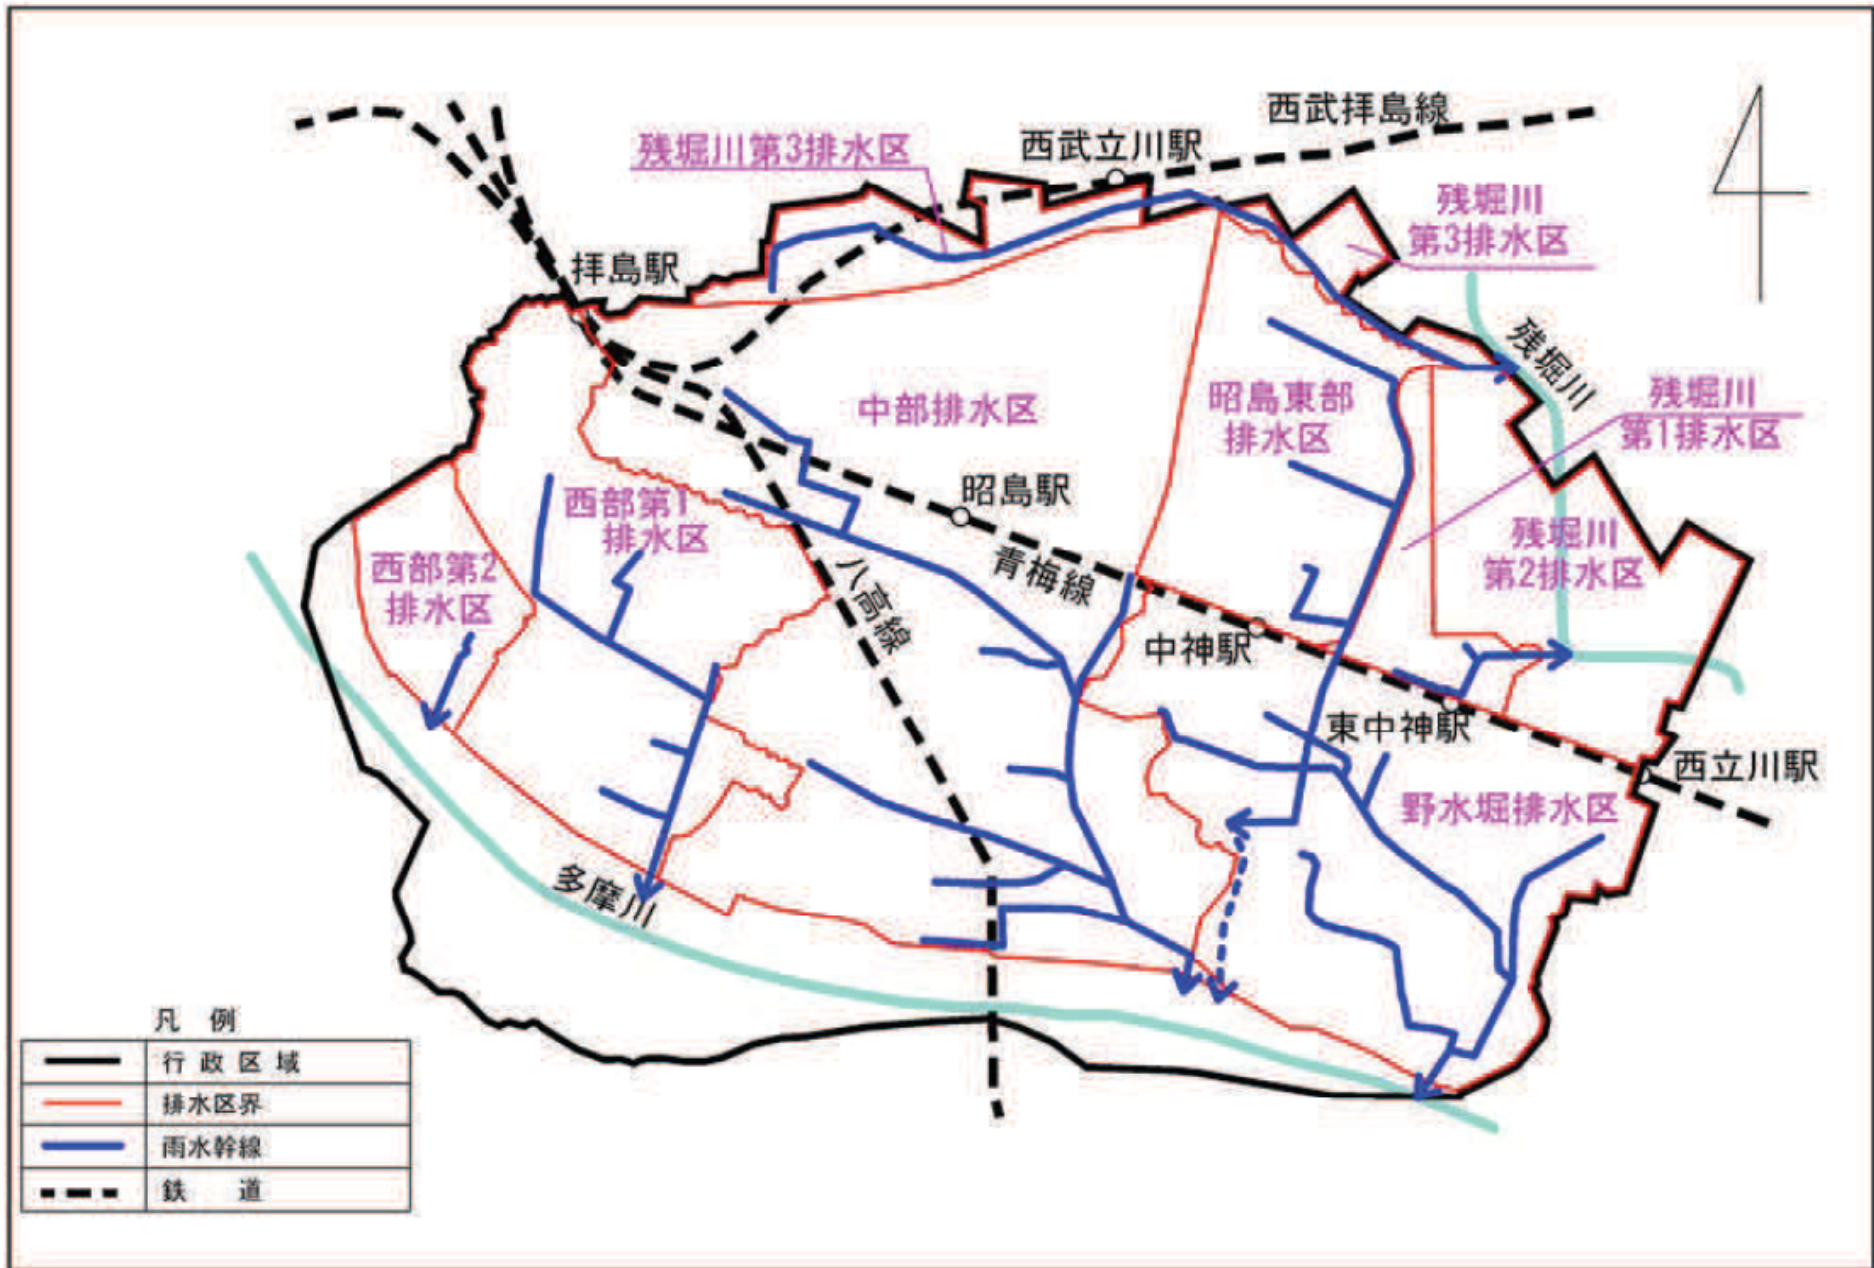 西武拝島線
残堀川第3排水区
西武立川駅
残堀川
第3排水区
拝島駅
残堀川
中部排水区
昭島東部
排水区
残堀川
第1排水区
昭島駅
西部第1
排水区
残堀川
第2排水区
青梅線
西部第2
排水区
八高線
中神駅
東中神駅
西立川駅
野水堀排水区
多摩川
凡 例
行 政 区 域
排水区界
雨水幹線
鉄 道